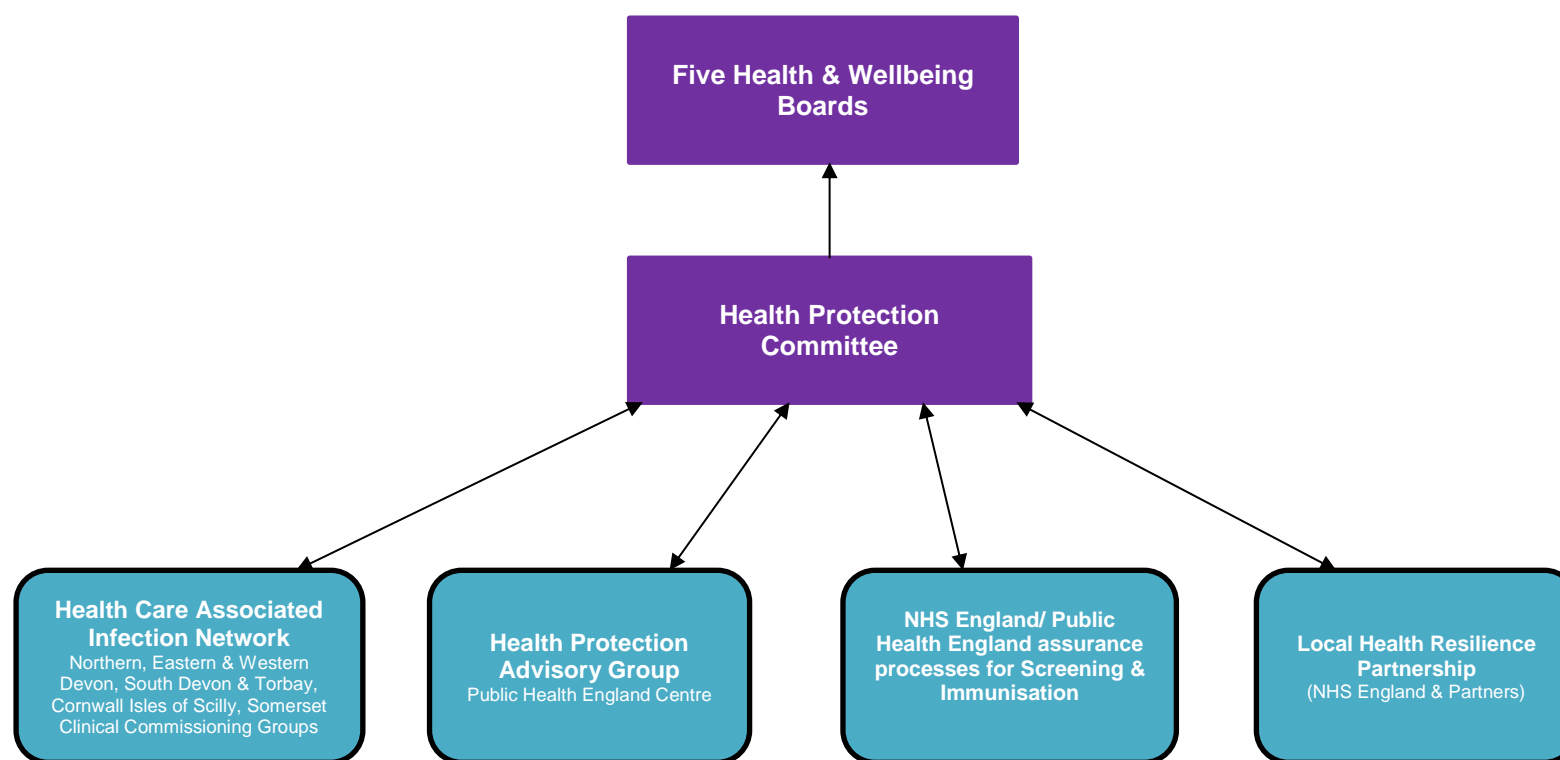 Five Health & Wellbeing
Boards
Health Protection
Committee
Health Care Associated
Infection Network
Northern, Eastern & Western
Devon, South Devon & Torbay,
Cornwall Isles of Scilly, Somerset
Clinical Commissioning Groups
Health Protection
Advisory Group
Public Health England Centre
NHS England/ Public
Health England assurance
processes for Screening &
Immunisation
Local Health Resilience
Partnership
(NHS England & Partners)